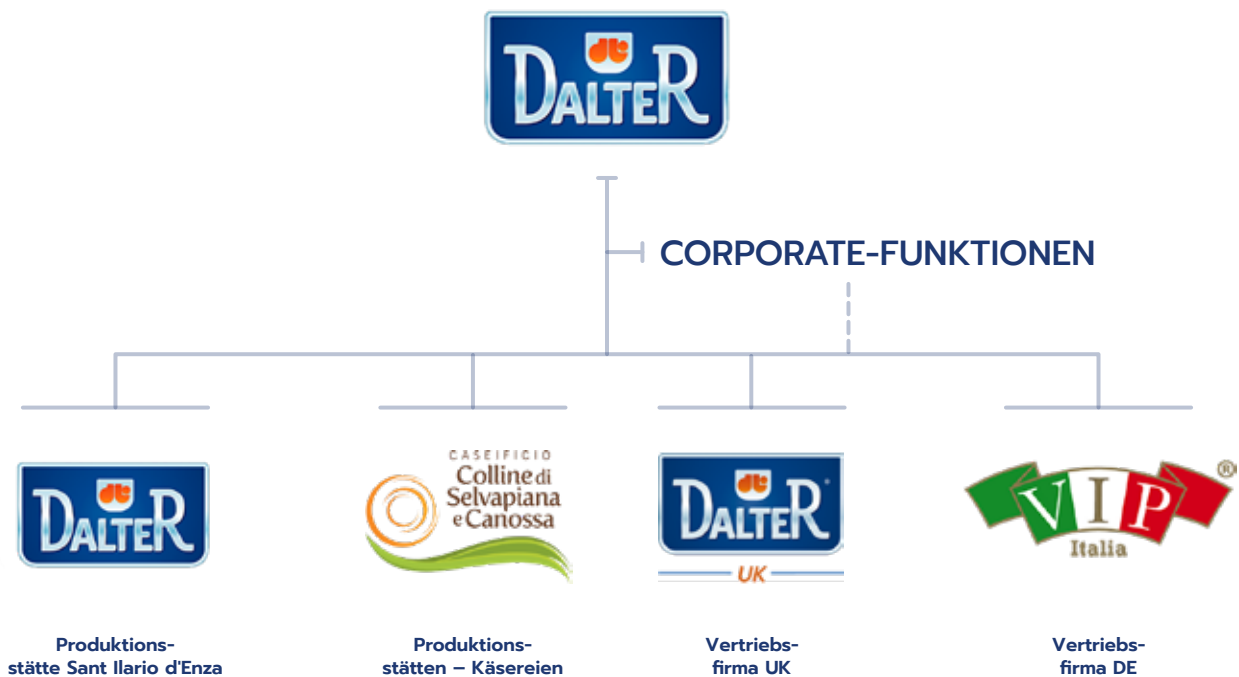 DALTER
CORPORATE-FUNKTIONEN
DALTER
CASEIFICIO
Colline di
Selvapiana
e Canossa
DALTER®
UK
VIP®
Italia
Produktions-
stätte Sant Ilario d'Enza
Produktions-
stätten – Käsereien
Vertriebs-
firma UK
Vertriebs-
firma DE